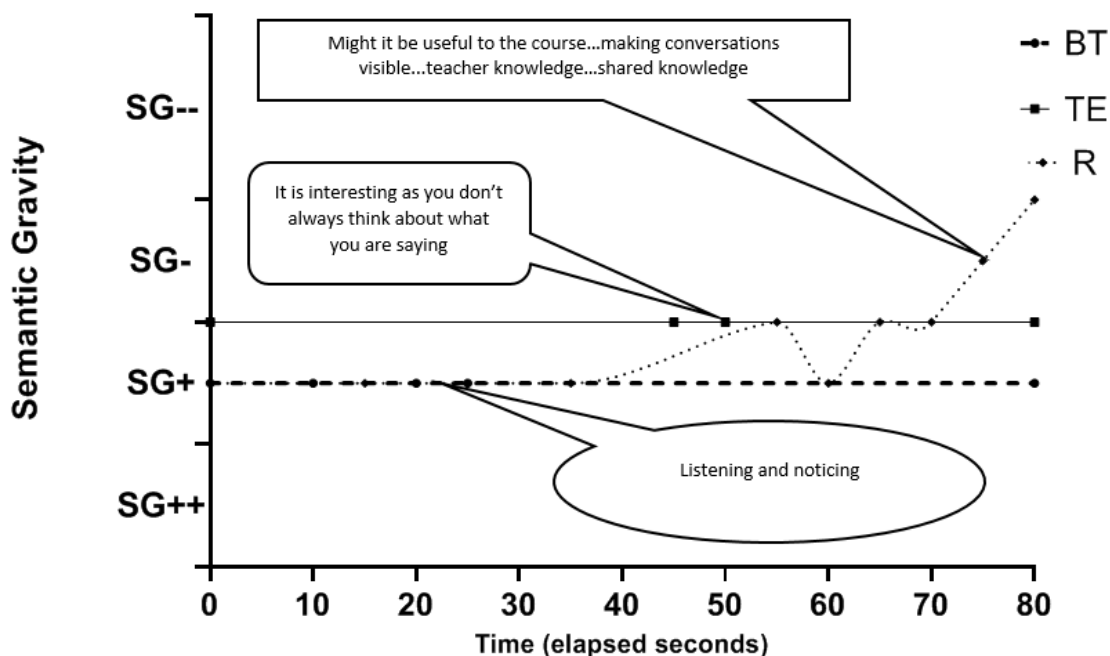 Might it be useful to the course...making conversations
visible...teacher knowledge...shared knowledge
BT
TE
R
SG--
It is interesting as you don’t
always think about what
you are saying
SG-
Semantic Gravity
SG+
Listening and noticing
SG++
0 10 20 30 40 50 60 70 80
Time (elapsed seconds)